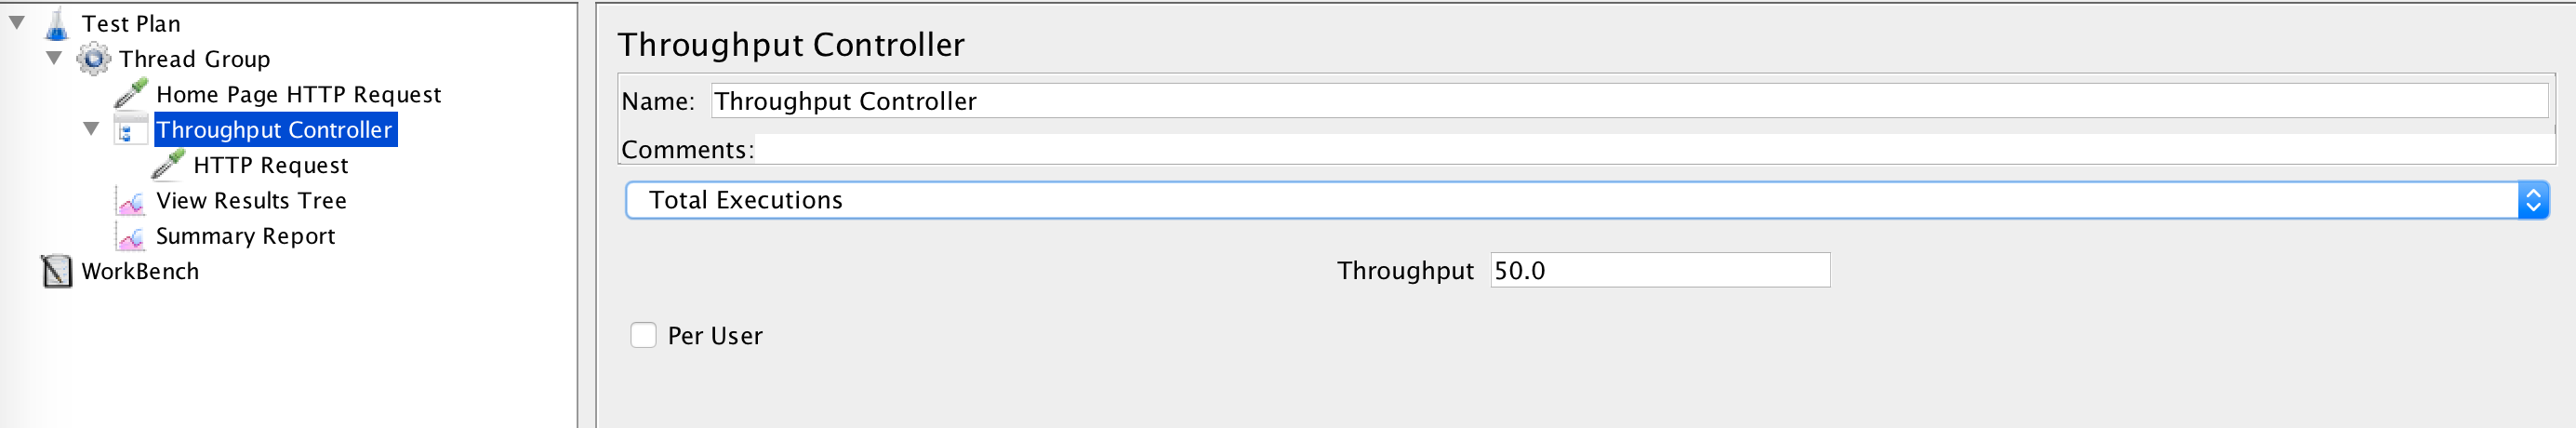 Test Plan
Thread Group
Home Page HTTP Request
Throughput Controller
HTTP Request
View Results Tree
Summary Report
WorkBench
Throughput Controller
Name: Throughput Controller
Comments:
Total Executions
Throughput 50.0
Per User